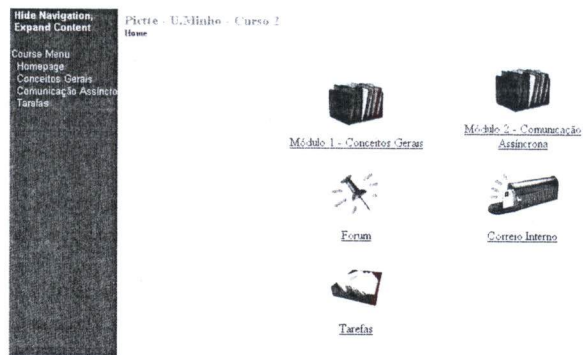 Hide Navigation,
Expand Content
Course Menu
Homepage
Conceitos Gerais
Comunicação Assíncro
Tarefas
Pictte - U.Minho - Curso 2
Home
Módulo 1 - Conceitos Gerais
Módulo 2 - Comunicação
Assíncrona
Forum
Correio Interno
Tarefas